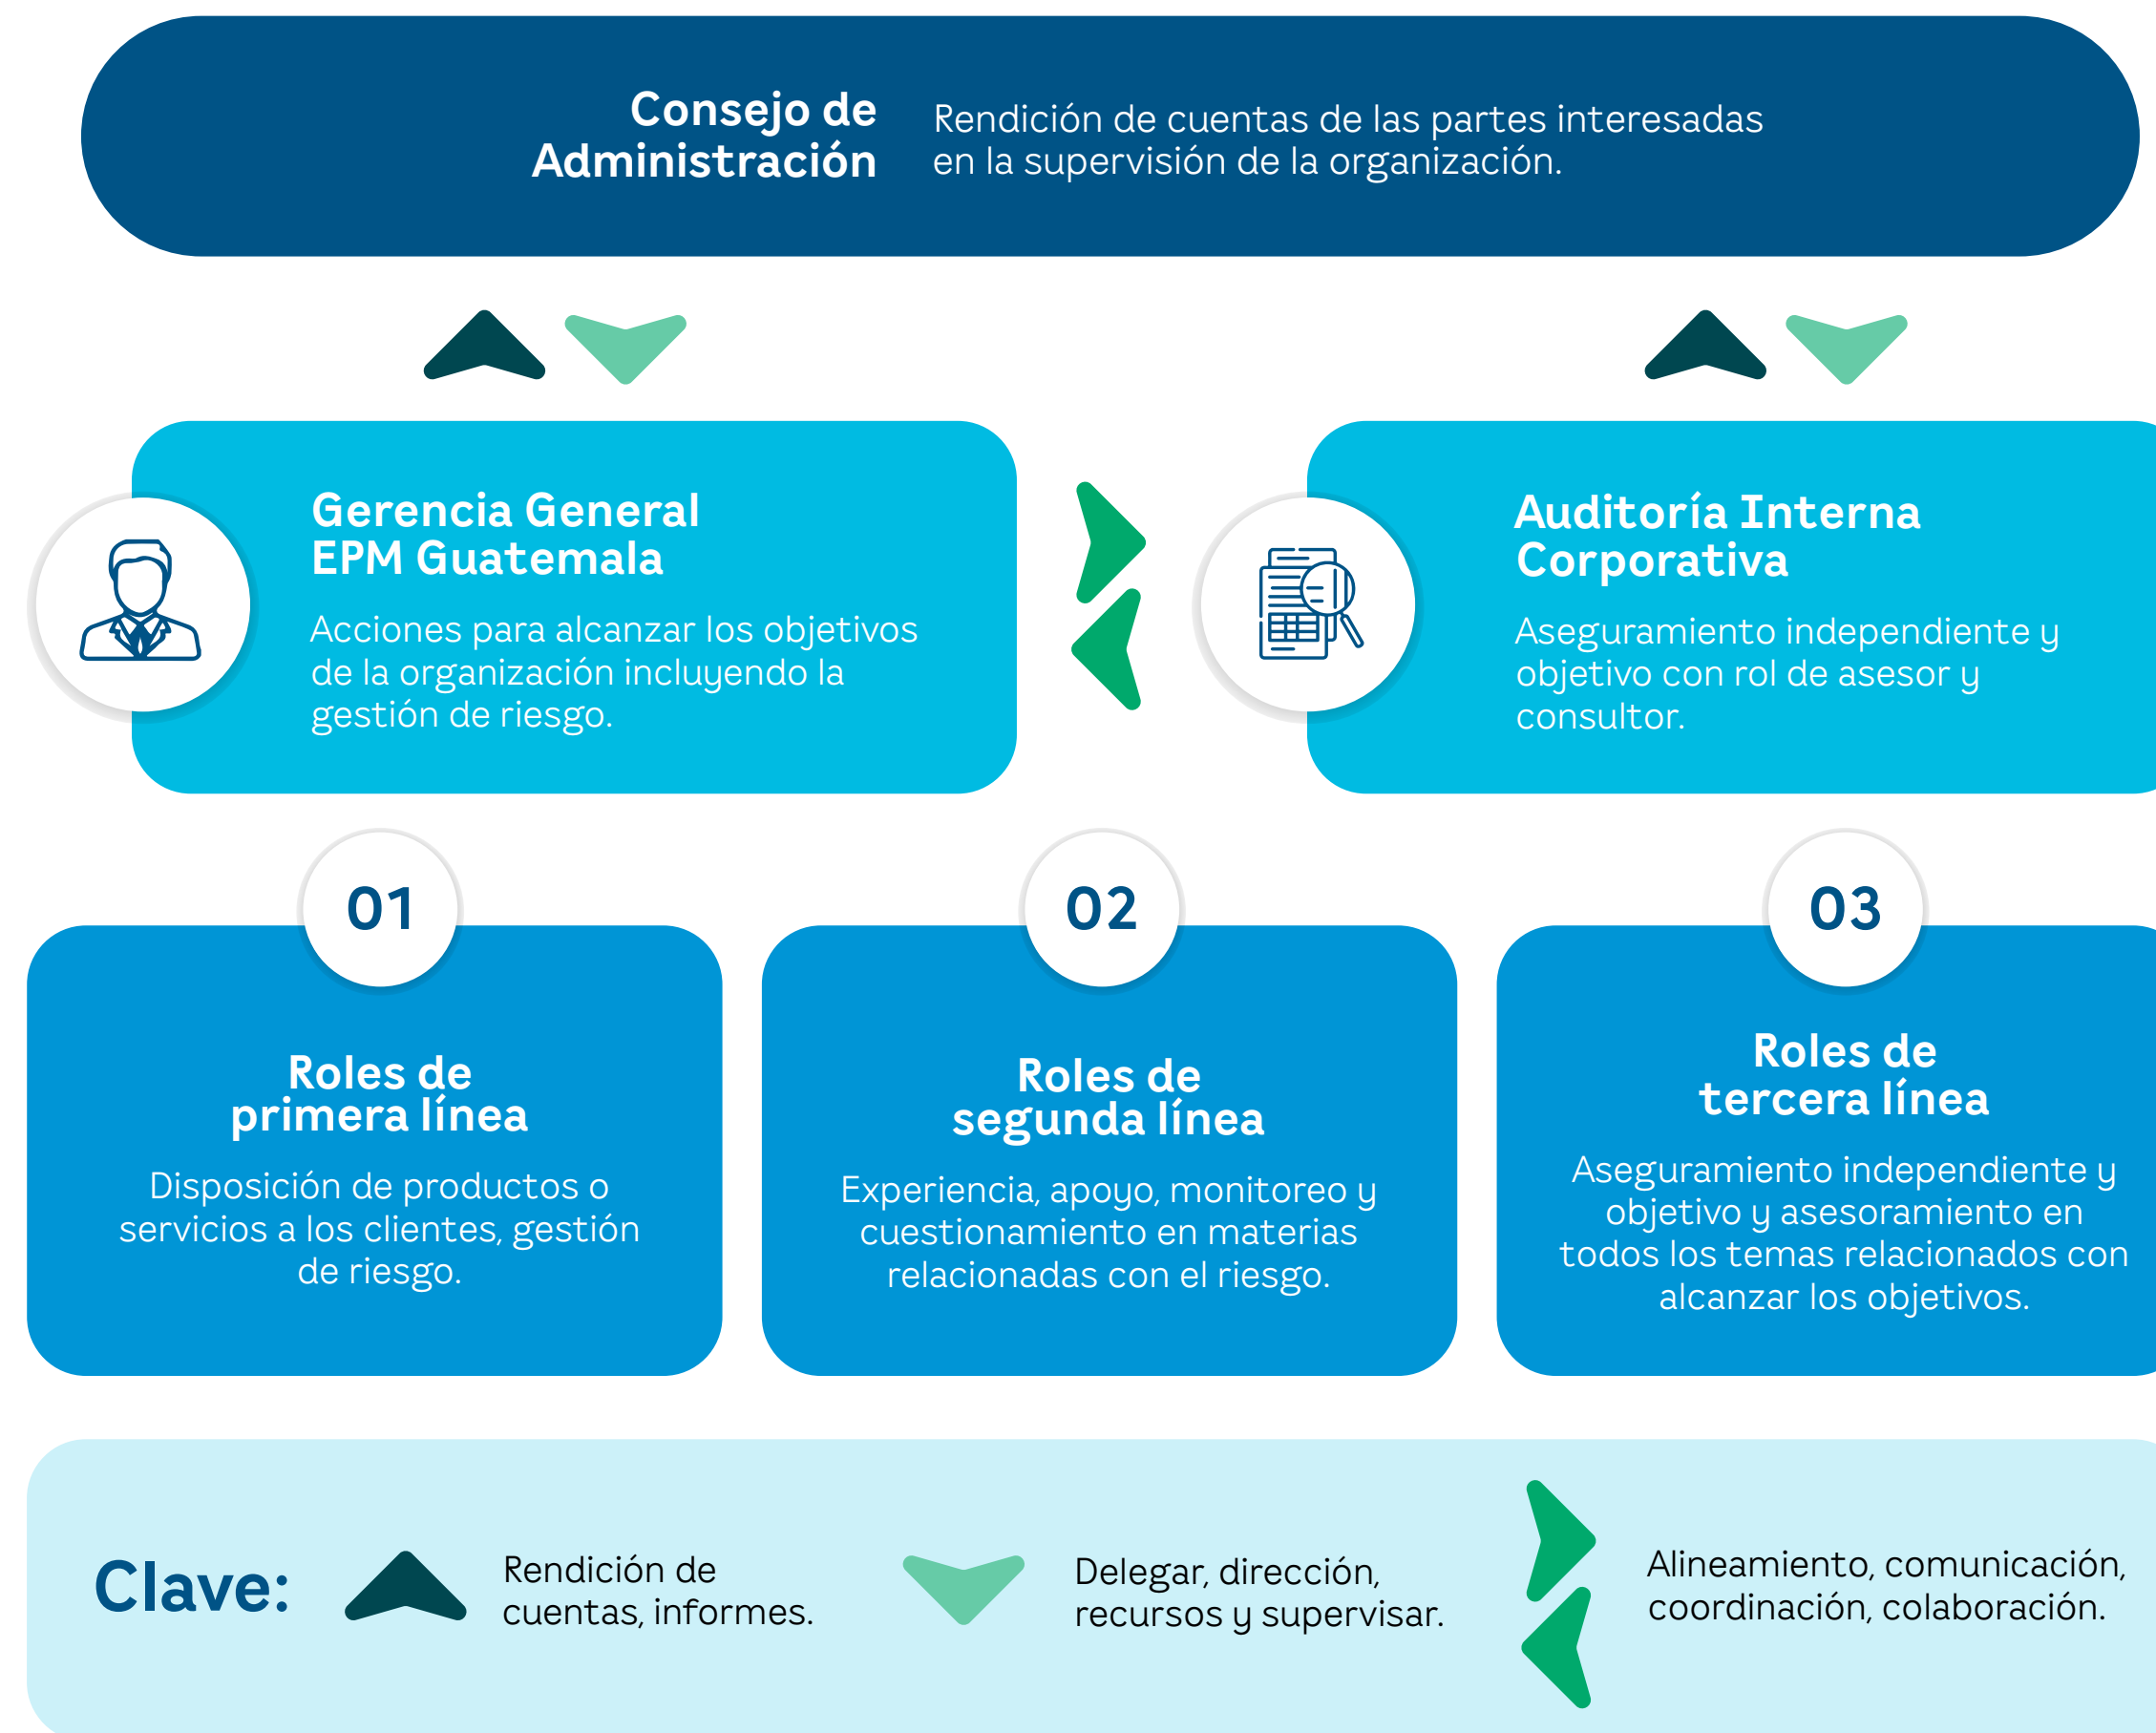 Consejo de
Administración
Rendición de cuentas de las partes interesadas
en la supervisión de la organización.
Gerencia General
EPM Guatemala
Acciones para alcanzar los objetivos
de la organización incluyendo la
gestión de riesgo.
Auditoría Interna
Corporativa
Aseguramiento independiente y
objetivo con rol de asesor y
consultor.
01
Roles de
primera línea
Disposición de productos o
servicios a los clientes, gestión
de riesgo.
02
Roles de
segunda línea
Experiencia, apoyo, monitoreo y
cuestionamiento en materias
relacionadas con el riesgo.
03
Roles de
tercera línea
Aseguramiento independiente y
objetivo y asesoramiento en
todos los temas relacionados con
alcanzar los objetivos.
Clave:
Rendición de
cuentas, informes.
Delegar, dirección,
recursos y supervisar.
Alineamiento, comunicación,
coordinación, colaboración.